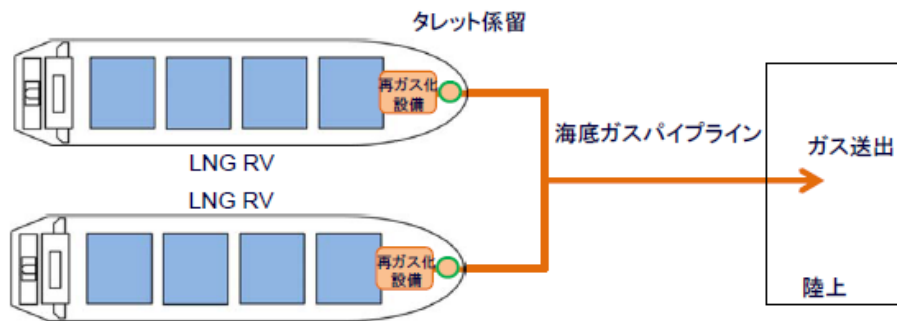 タレット係留
再ガス化
設備
LNG RV
海底ガスパイプライン
ガス送出
LNG RV
再ガス化
設備
陸上